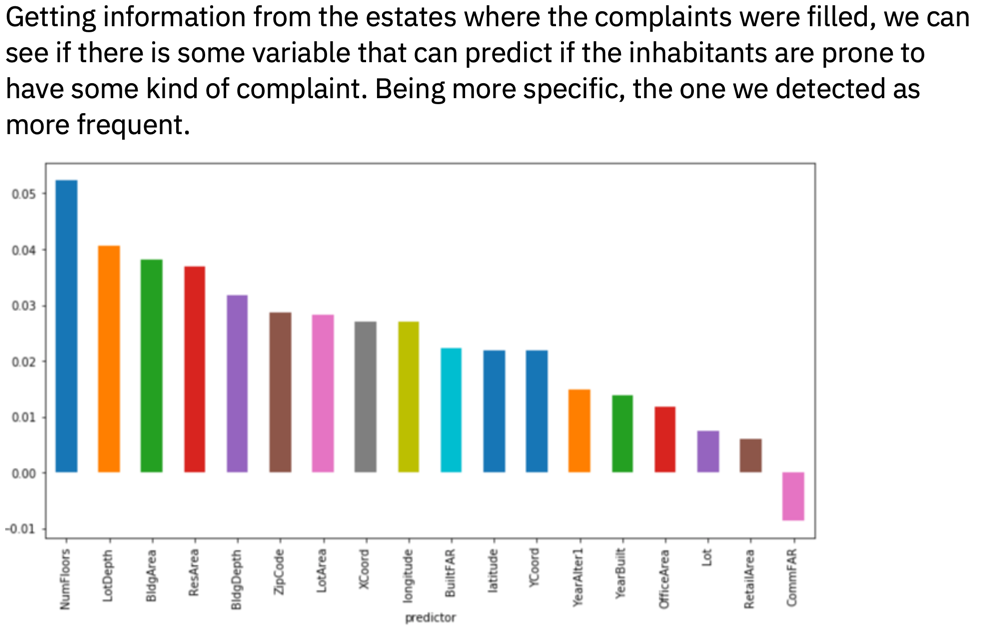 Getting information from the estates where the complaints were filled, we can
see if there is some variable that can predict if the inhabitants are prone to
have some kind of complaint. Being more specific, the one we detected as
more frequent.
0.05
0.04
0.03
0.02
0.01
0.00
-0.01
NumFloors
LotDepth
BldgArea
ResArea
BldgDepth
ZipCode
LotArea
XCoord
longitude
BuiltFAR
latitude
YCoord
YearAlter1
YearBuilt
OfficeArea
Lot
RetailArea
CommFAR
predictor